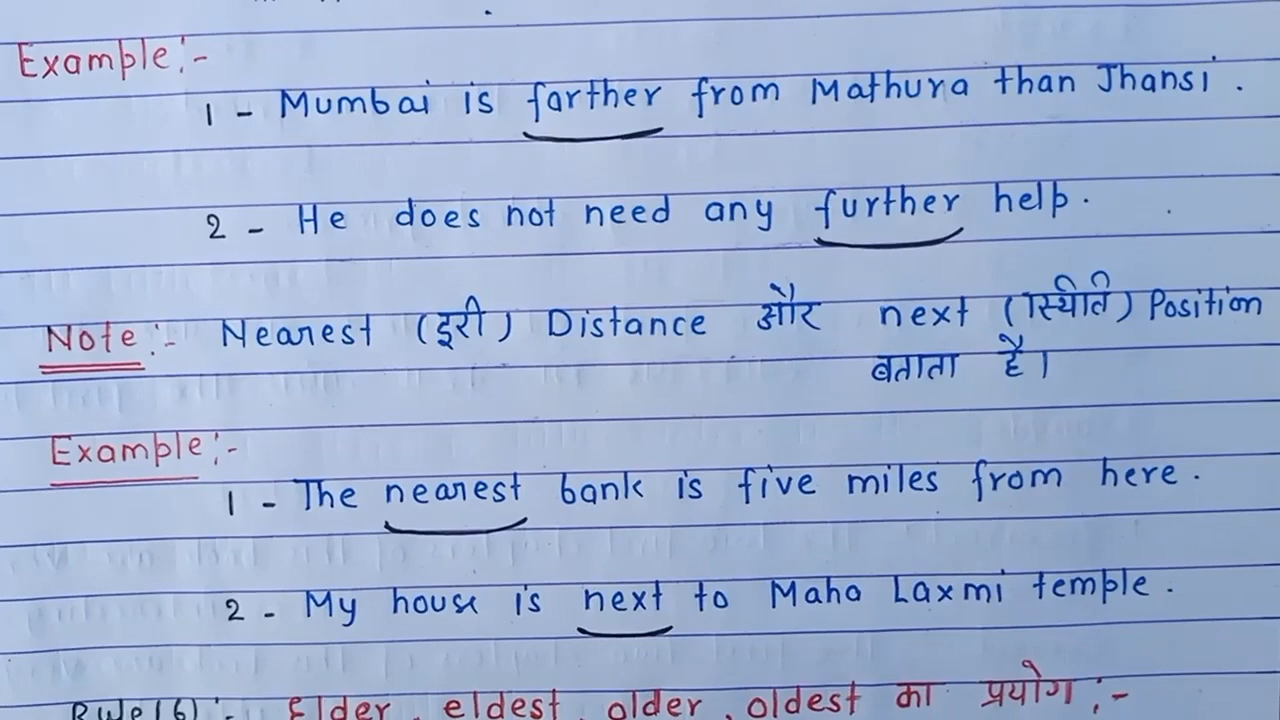 Example:-
1 - Mumbai is farther from Mathura than Jhansi.
2 - He does not need any further help.
Note:- Nearest (दूरी) Distance और next (स्थिति) Position
बताता है।
Example:-
1 - The nearest bank is five miles from here.
2 - My house is next to Maha Laxmi temple.
Rule(6):- Elder, eldest, older, oldest का प्रयोग:-